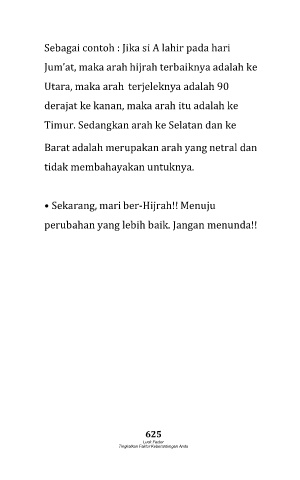 Sebagai contoh : Jika si A lahir pada hari
Jum'at, maka arah hijrah terbaiknya adalah ke
Utara, maka arah terjeleknya adalah 90
derajat ke kanan, maka arah itu adalah ke
Timur. Sedangkan arah ke Selatan dan ke
Barat adalah merupakan arah yang netral dan
tidak membahayakan untuknya.
• Sekarang, mari ber-Hijrah!! Menuju
perubahan yang lebih baik. Jangan menunda!!
625
Luck Factor
Tingkatkan Faktor Keberuntungan Anda